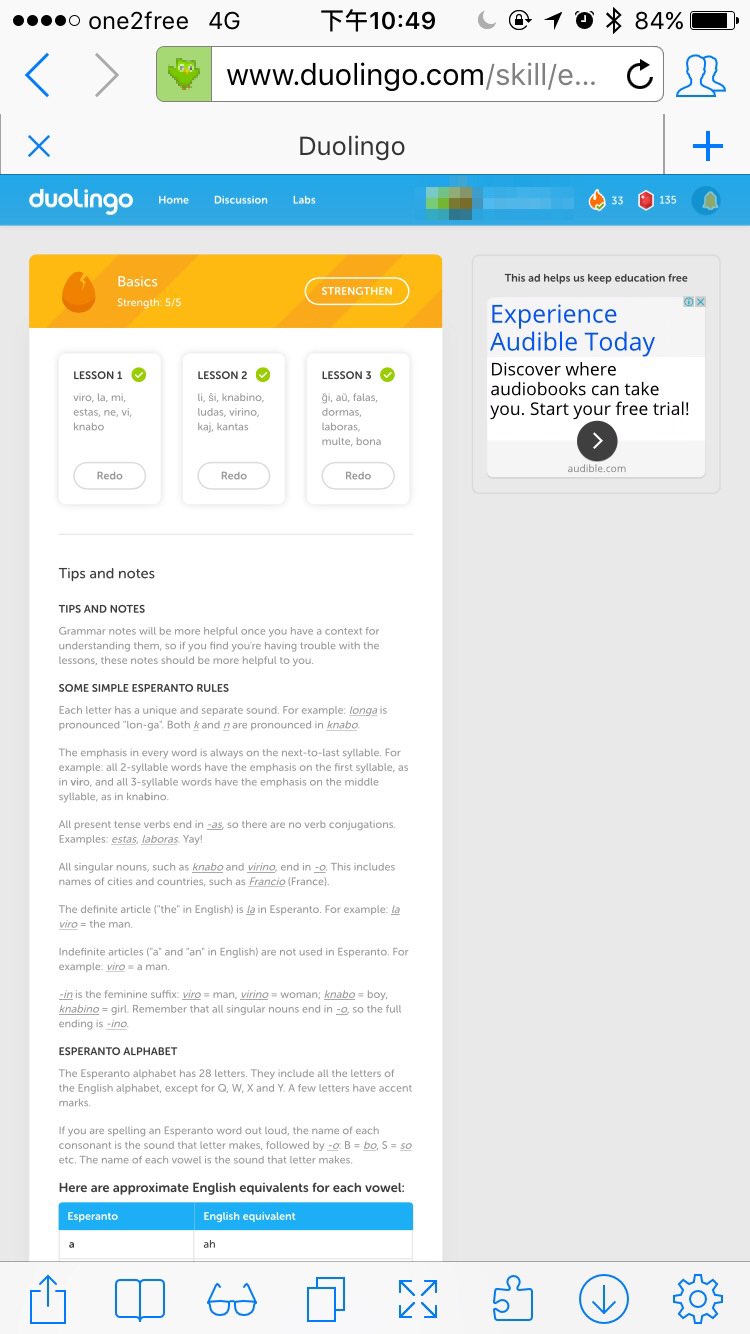 one2free 4G 下午10:49 84%
www.duolingo.com/skill/e...
Duolingo
duolingo Home Discussion Labs 33 135
Basics
Strength: 5/5
STRENGTHEN
LESSON 1
viro, la, mi,
estas, ne, vi,
knabo
Redo
LESSON 2
li, ŝi, knabino,
ludas, virino,
kaj, kantas
Redo
LESSON 3
ĝi, aŭ, falas,
dormas,
laboras,
multe, bona
Redo
This ad helps us keep education free
Experience
Audible Today
Discover where
audiobooks can take
you. Start your free trial!
audible.com
Tips and notes
TIPS AND NOTES
Grammar notes will be more helpful once you have a context for
understanding them, so if you find you're having trouble with the
lessons, these notes should be more helpful to you.
SOME SIMPLE ESPERANTO RULES
Each letter has a unique and separate sound. For example: longa is
pronounced "lon-ga". Both k and n are pronounced in knabo.
The emphasis in every word is always on the next-to-last syllable. For
example: all 2-syllable words have the emphasis on the first syllable, as
in viro, and all 3-syllable words have the emphasis on the middle
syllable, as in knabino.
All present tense verbs end in -as, so there are no verb conjugations.
Examples: estas, laboras. Yay!
All singular nouns, such as knabo and virino, end in -o. This includes
names of cities and countries, such as Francio (France).
The definite article ("the" in English) is la in Esperanto. For example: la
viro = the man.
Indefinite articles ("a" and "an" in English) are not used in Esperanto. For
example: viro = a man.
-in is the feminine suffix: viro = man, virino = woman; knabo = boy,
knabino = girl. Remember that all singular nouns end in -o, so the full
ending is -ino.
ESPERANTO ALPHABET
The Esperanto alphabet has 28 letters. They include all the letters of
the English alphabet, except for Q, W, X and Y. A few letters have accent
marks.
If you are spelling an Esperanto word out loud, the name of each
consonant is the sound that letter makes, followed by -o: B = bo, S = so
etc. The name of each vowel is the sound that letter makes.
Here are approximate English equivalents for each vowel:
Esperanto English equivalent
a ah